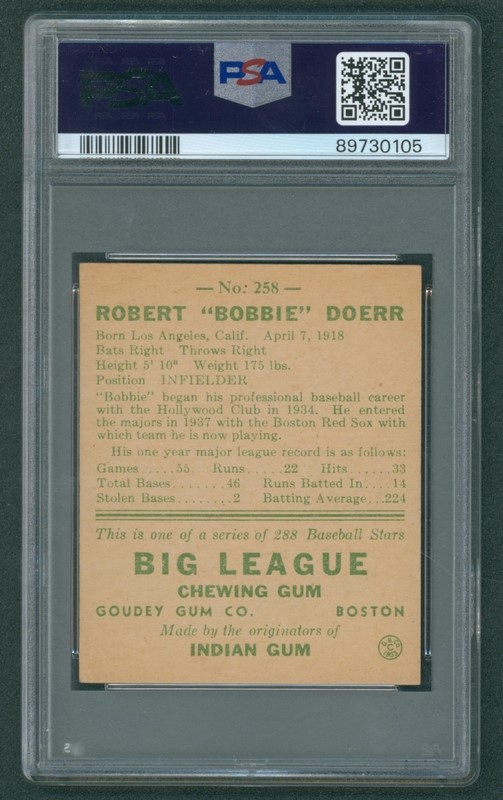 PSA
89730105
— No: 258 —
ROBERT "BOBBIE" DOERR
Born Los Angeles, Calif. April 7, 1918
Bats Right Throws Right
Height 5' 10" Weight 175 lbs.
Position INFIELDER
"Bobbie" began his professional baseball career
with the Hollywood Club in 1934. He entered
the majors in 1937 with the Boston Red Sox with
which team he is now playing.
His one year major league record is as follows:
Games.....55 Runs.....22 Hits.....33
Total Bases.......46 Runs Batted In....14
Stolen Bases........2 Batting Average...224
This is one of a series of 288 Baseball Stars
BIG LEAGUE
CHEWING GUM
GOUDEY GUM CO. BOSTON
Made by the originators of
INDIAN GUM